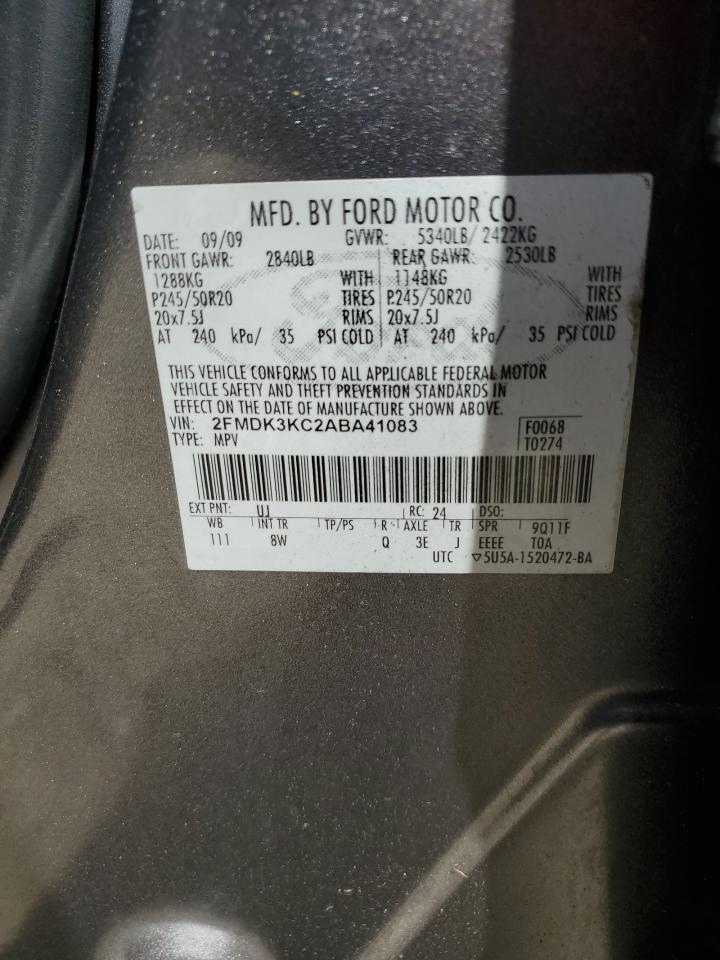 MFD. BY FORD MOTOR CO.
DATE: 09/09 GVWR: 5340LB/ 2422KG
FRONT GAWR: 2840LB REAR GAWR: 2530LB
1288KG WITH 1148KG WITH
P245/50R20 TIRES P245/50R20 TIRES
20x7.5J RIMS 20x7.5J RIMS
AT 240 kPa/ 35 PSI COLD AT 240 kPa/ 35 PSI COLD
THIS VEHICLE CONFORMS TO ALL APPLICABLE FEDERAL MOTOR
VEHICLE SAFETY AND THEFT PREVENTION STANDARDS IN
EFFECT ON THE DATE OF MANUFACTURE SHOWN ABOVE.
VIN: 2FMDK3KC2ABA41083 F0068
TYPE: MPV T0274
EXT PNT: UJ RC: 24 DSO:
WB INT TR TP/PS R AXLE TR SPR 9Q11F
111 8W Q 3E J EEEE T0A
UTC ▽5U5A-1520472-BA